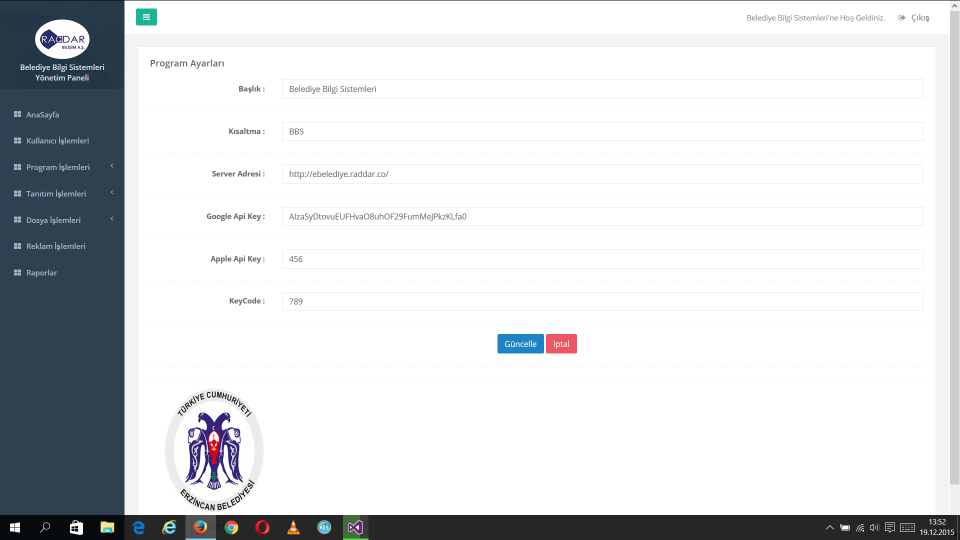 RADDAR
BİLİŞİM A.Ş.
Belediye Bilgi Sistemleri
Yönetim Paneli
AnaSayfa
Kullanıcı İşlemleri
Program İşlemleri
Tanıtım İşlemleri
Dosya İşlemleri
Reklam İşlemleri
Raporlar
Belediye Bilgi Sistemleri'ne Hoş Geldiniz.
Çıkış
Program Ayarları
Başlık : Belediye Bilgi Sistemleri
Kısaltma : BBS
Server Adresi : http://ebelediye.raddar.co/
Google Api Key : AIzaSyDtovuEUFHvaO8uhOF29FumMeJPkzKLfa0
Apple Api Key : 456
KeyCode : 789
Güncelle İptal
TÜRKİYE CUMHURİYETİ
ERZİNCAN BELEDİYESİ
13:52
19.12.2015